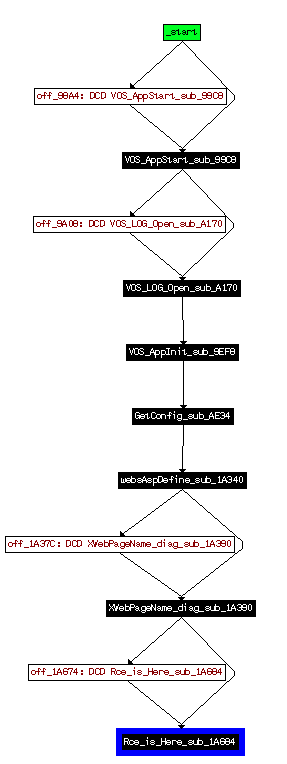 _start
off_98A4: DCD VOS_AppStart_sub_99C8
VOS_AppStart_sub_99C8
off_9A08: DCD VOS_LOG_Open_sub_A170
VOS_LOG_Open_sub_A170
VOS_AppInit_sub_9EF8
GetConfig_sub_AE34
websAspDefine_sub_1A340
off_1A37C: DCD XWebPageName_diag_sub_1A390
XWebPageName_diag_sub_1A390
off_1A674: DCD Rce_is_Here_sub_1A684
Rce_is_Here_sub_1A684